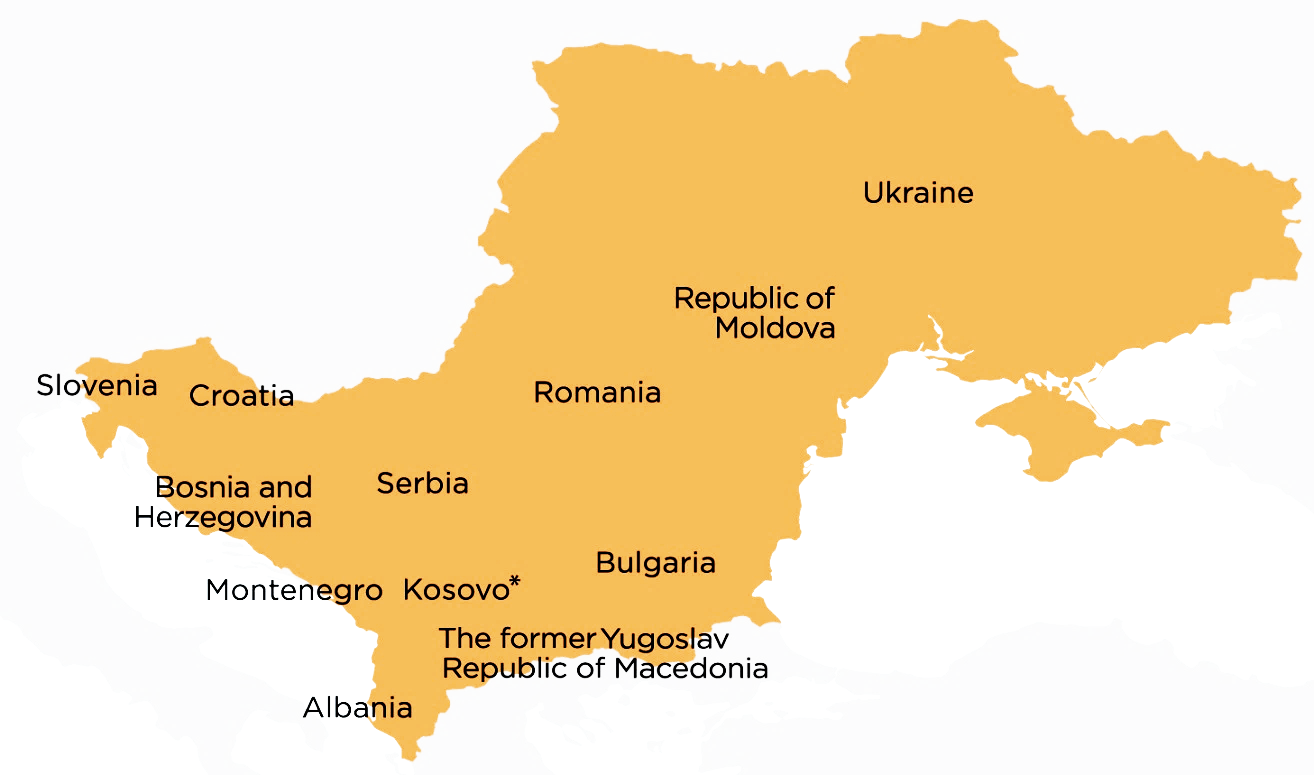 Ukraine
Republic of
Moldova
Slovenia
Croatia
Romania
Bosnia and
Herzegovina
Serbia
Bulgaria
Montenegro
Kosovo*
The former Yugoslav
Republic of Macedonia
Albania